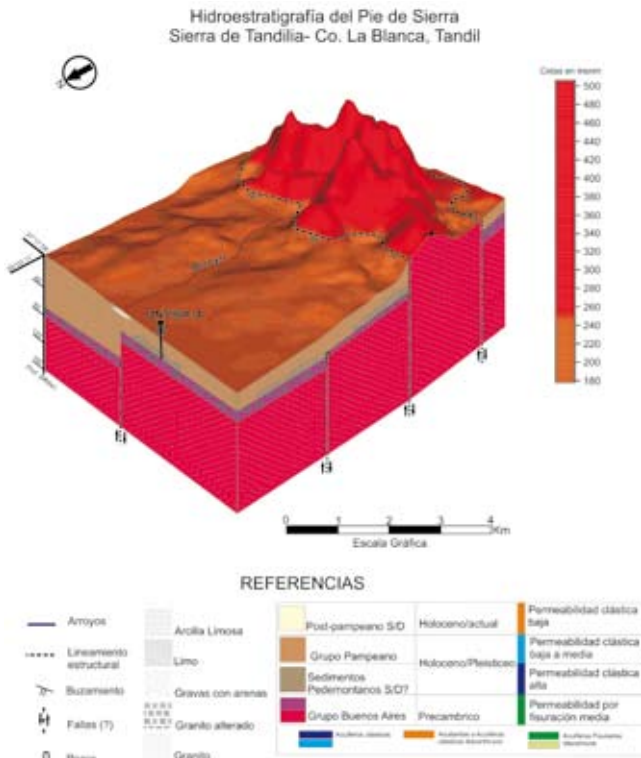 Hidroestratigrafía del Pie de Sierra
Sierra de Tandilia- Co. La Blanca, Tandil
Cotas en msnm
500
480
460
440
420
400
380
360
340
320
300
280
260
240
220
200
180
0 1 2 3 4
Km
Escala Gráfica
REFERENCIAS
Arroyos
Lineamiento
estructural
Buzamiento
Fallas (?)
Pozos
Arcilla Limosa
Limo
Gravas con arenas
Granito alterado
Granito
Post-pampeano S/D
Holoceno/actual
Permeabilidad clástica
baja
Grupo Pampeano
Holoceno/Pleistoceno
Permeabilidad clástica
baja a media
Sedimentos
Pedemontanos S/D?
Permeabilidad clástica
alta
Grupo Buenos Aires
Precambrico
Permeabilidad por
fisuración media